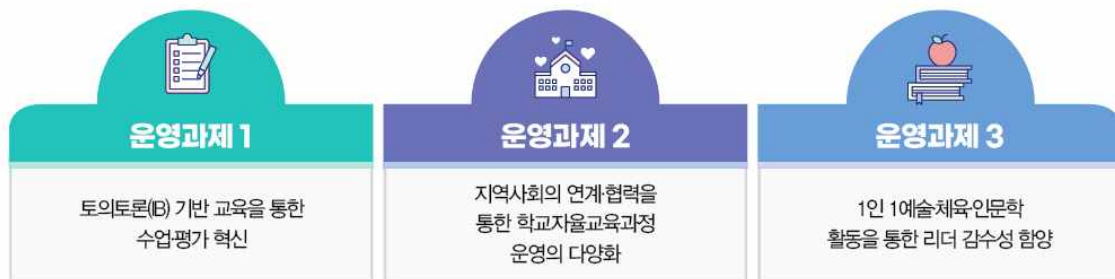 운영과제 1
토의토론(IB) 기반 교육을 통한
수업·평가 혁신
운영과제 2
지역사회의 연계·협력을
통한 학교자율교육과정
운영의 다양화
운영과제 3
1인 1예술·체육·인문학
활동을 통한 리더 감수성 함양